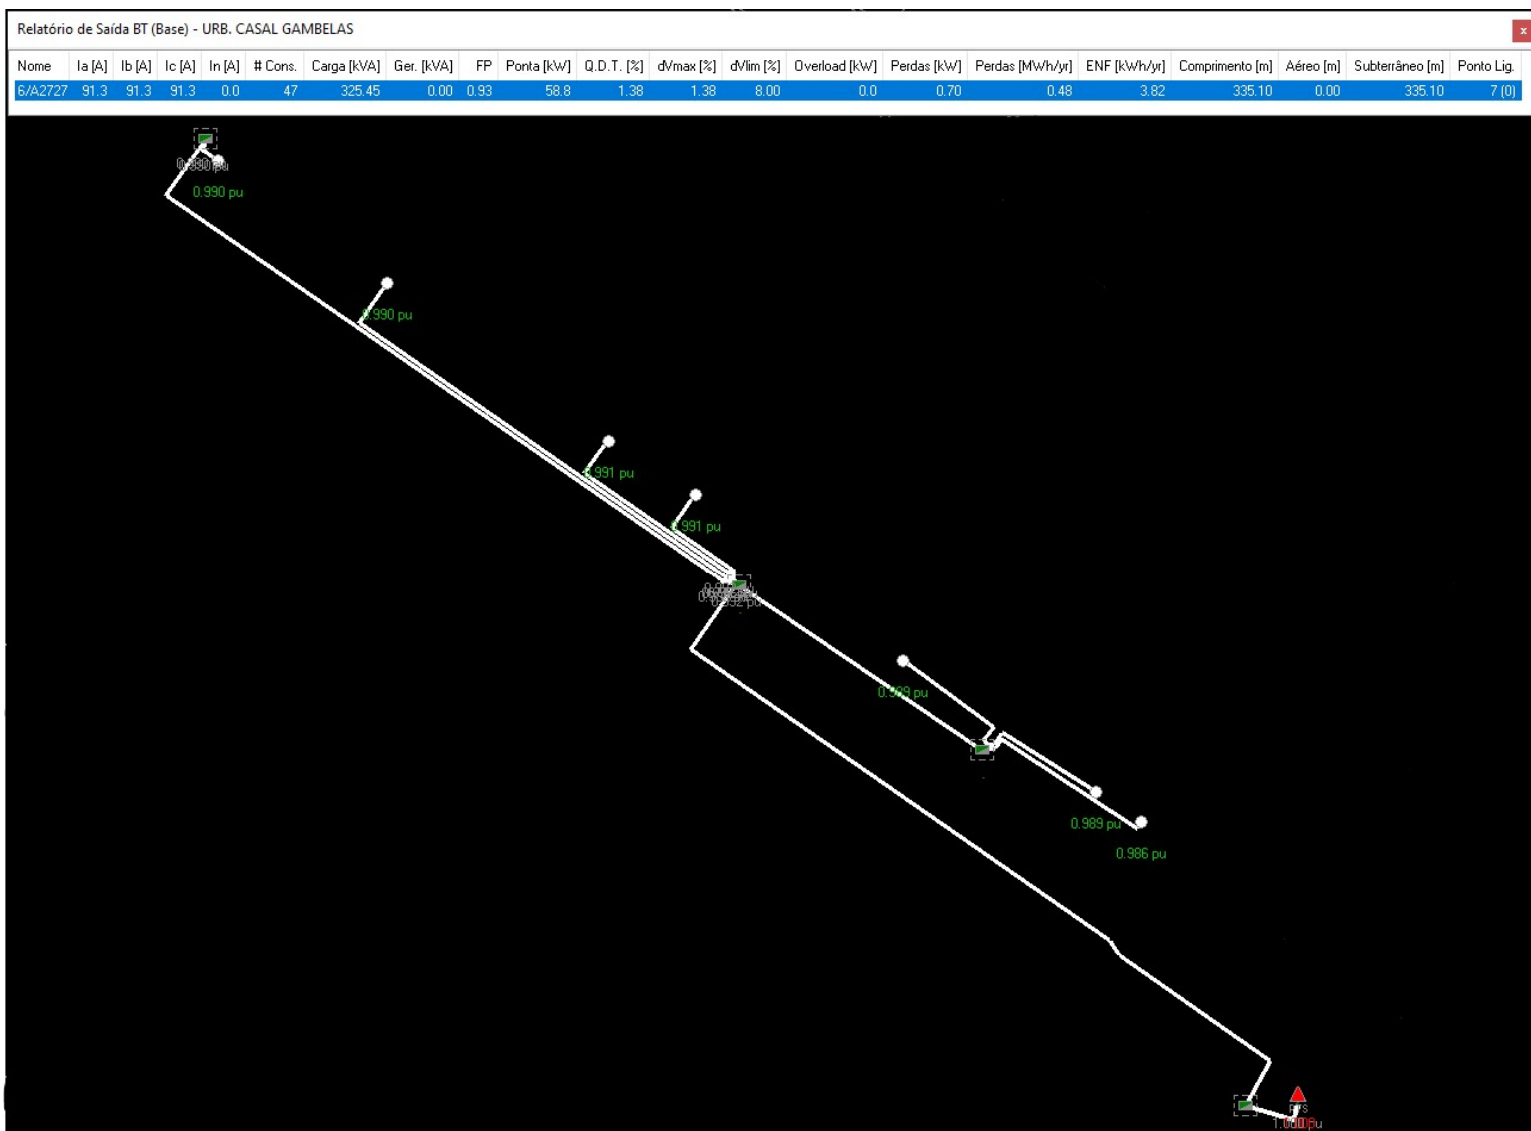 Relatório de Saída BT (Base) - URB. CASAL GAMBELAS
x
Nome Ia [A] Ib [A] Ic [A] In [A] # Cons. Carga [kVA] Ger. [kVA] FP Ponta [kW] Q.D.T. [%] dVmax [%] dVlim [%] Overload [kW] Perdas [kW] Perdas [MWh/yr] ENF [kWh/yr] Comprimento [m] Aéreo [m] Subterrâneo [m] Ponto Lig.
6/A2727 91.3 91.3 91.3 0.0 47 325.45 0.00 0.93 58.8 1.38 1.38 8.00 0.0 0.70 0.48 3.82 335.10 0.00 335.10 7 (0)
0.990 pu
0.990 pu
0.991 pu
0.991 pu
0.989 pu
0.989 pu
0.986 pu